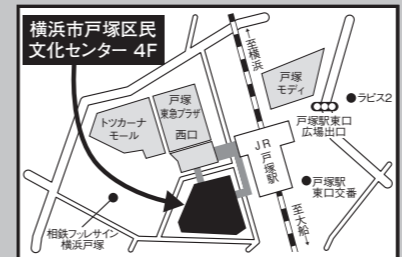 横浜市戸塚区民
文化センター 4F
至横浜
戸塚
モディ
ラピス2
戸塚駅東口
広場出口
戸塚
東急プラザ
西口
トツカーナ
モール
JR
戸塚駅
戸塚駅
東口交番
至大船
相鉄フレッサイン
横浜戸塚